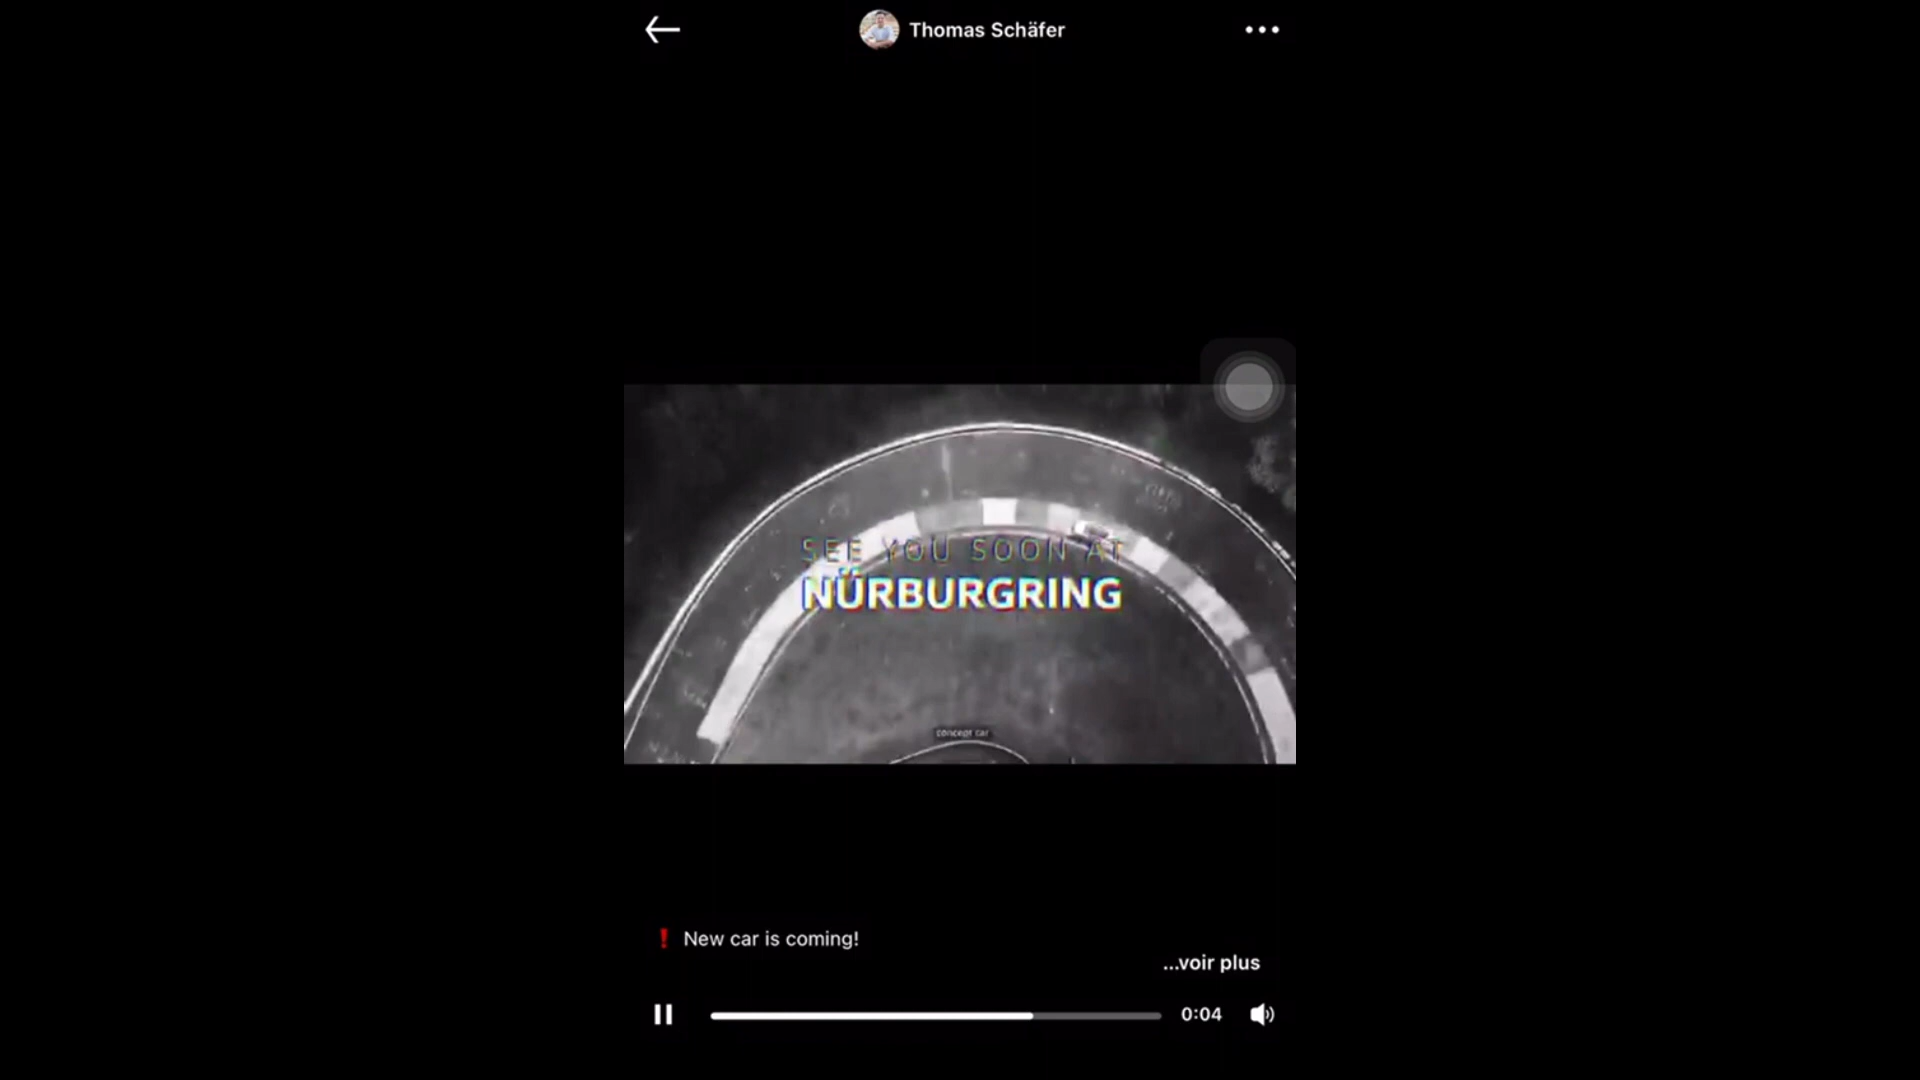 Thomas Schäfer
SEE YOU SOON AT
NÜRBURGRING
concept car
❗ New car is coming!
...voir plus
0:04